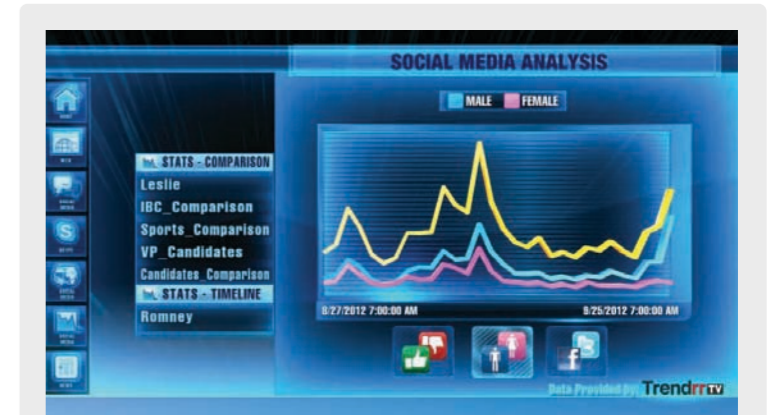 SOCIAL MEDIA ANALYSIS
MALE FEMALE
STATS - COMPARISON
Leslie
IBC_Comparison
Sports_Comparison
VP_Candidates
Candidates_Comparison
STATS - TIMELINE
Romney
8/27/2012 7:00:00 AM 8/25/2012 7:00:00 AM
Data Provided by: Trendrr TV